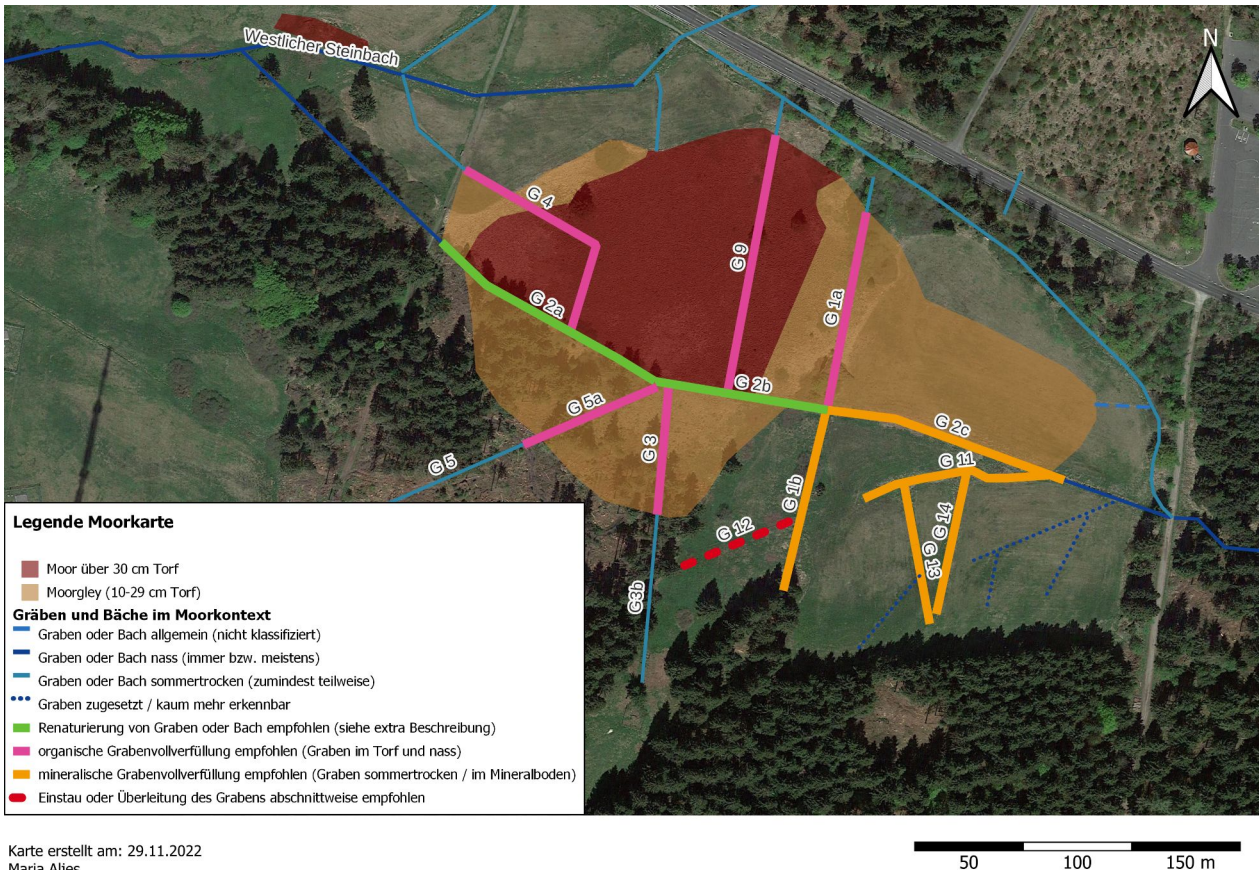 Westlicher Steinbach
N
G 4
G 9
G 1a
G 2a
G 2b
G 5a
G 2c
G 3
G 5
G 11
G 1b
G 14
G 12
G 13
G3b
Legende Moorkarte
Moor über 30 cm Torf
Moorgley (10-29 cm Torf)
Gräben und Bäche im Moorkontext
Graben oder Bach allgemein (nicht klassifiziert)
Graben oder Bach nass (immer bzw. meistens)
Graben oder Bach sommertrocken (zumindest teilweise)
Graben zugesetzt / kaum mehr erkennbar
Renaturierung von Graben oder Bach empfohlen (siehe extra Beschreibung)
organische Grabenvollverfüllung empfohlen (Graben im Torf und nass)
mineralische Grabenvollverfüllung empfohlen (Graben sommertrocken / im Mineralboden)
Einstau oder Überleitung des Grabens abschnittweise empfohlen
Karte erstellt am: 29.11.2022
Maria
50 100 150 m